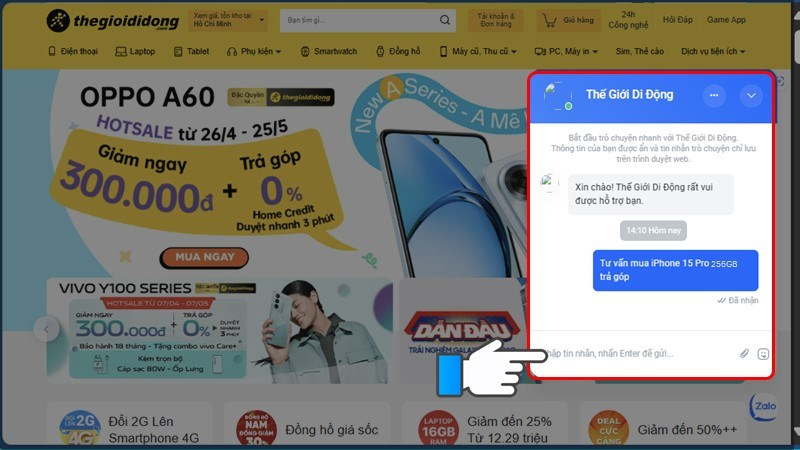 thegioididong
.com
Xem giá, tồn kho tại
Hồ Chí Minh
Bạn tìm gì...
Tài khoản &
Đơn hàng
Giỏ hàng
24h
Công nghệ
Hỏi Đáp
Game App
Điện thoại
Laptop
Tablet
Phụ kiện
Smartwatch
Đồng hồ
Máy cũ, Thu cũ
PC, Máy in
Sim, Thẻ cào
Dịch vụ tiện ích
OPPO A60
Đặc Quyền
thegioididong
HOTSALE từ 26/4 - 25/5
Giảm ngay
300.000đ
+
Trả góp
0%
Home Credit
Duyệt nhanh 3 phút
MUA NGAY
New A Series - A Mê
VIVO Y100 SERIES
HOTSALE TỪ 07/04 - 07/05
GIẢM NGAY
300.000đ
+
TRẢ GÓP
0%
DUYỆT
NHANH
3 PHÚT
Bảo hành 18 tháng - Tặng combo vivo Care+
Kèm trọn bộ
Cáp sạc 80W - Ốp Lưng
DẪN ĐẦU
TRẢI NGHIỆM GALAXY
Thế Giới Di Động
Bắt đầu trò chuyện nhanh với Thế Giới Di Động.
Thông tin của bạn được ẩn và tin nhắn trò chuyện chỉ lưu
trên trình duyệt web.
Xin chào! Thế Giới Di Động rất vui
được hỗ trợ bạn.
14:10 Hôm nay
Tư vấn mua iPhone 15 Pro 256GB
trả góp
Đã nhận
tin nhắn, nhấn Enter để gửi...
Zalo
ĐỔI 2G
LÊN
4G
Đổi 2G Lên
Smartphone 4G
ĐỒNG HỒ
NAM
ĐỒNG GIẢM
30%
Đồng hồ giá sốc
LAPTOP
16GB
RAM
Giảm đến 25%
Từ 12.29 triệu
DEAL
CỰC
CĂNG
Giảm đến 50%++